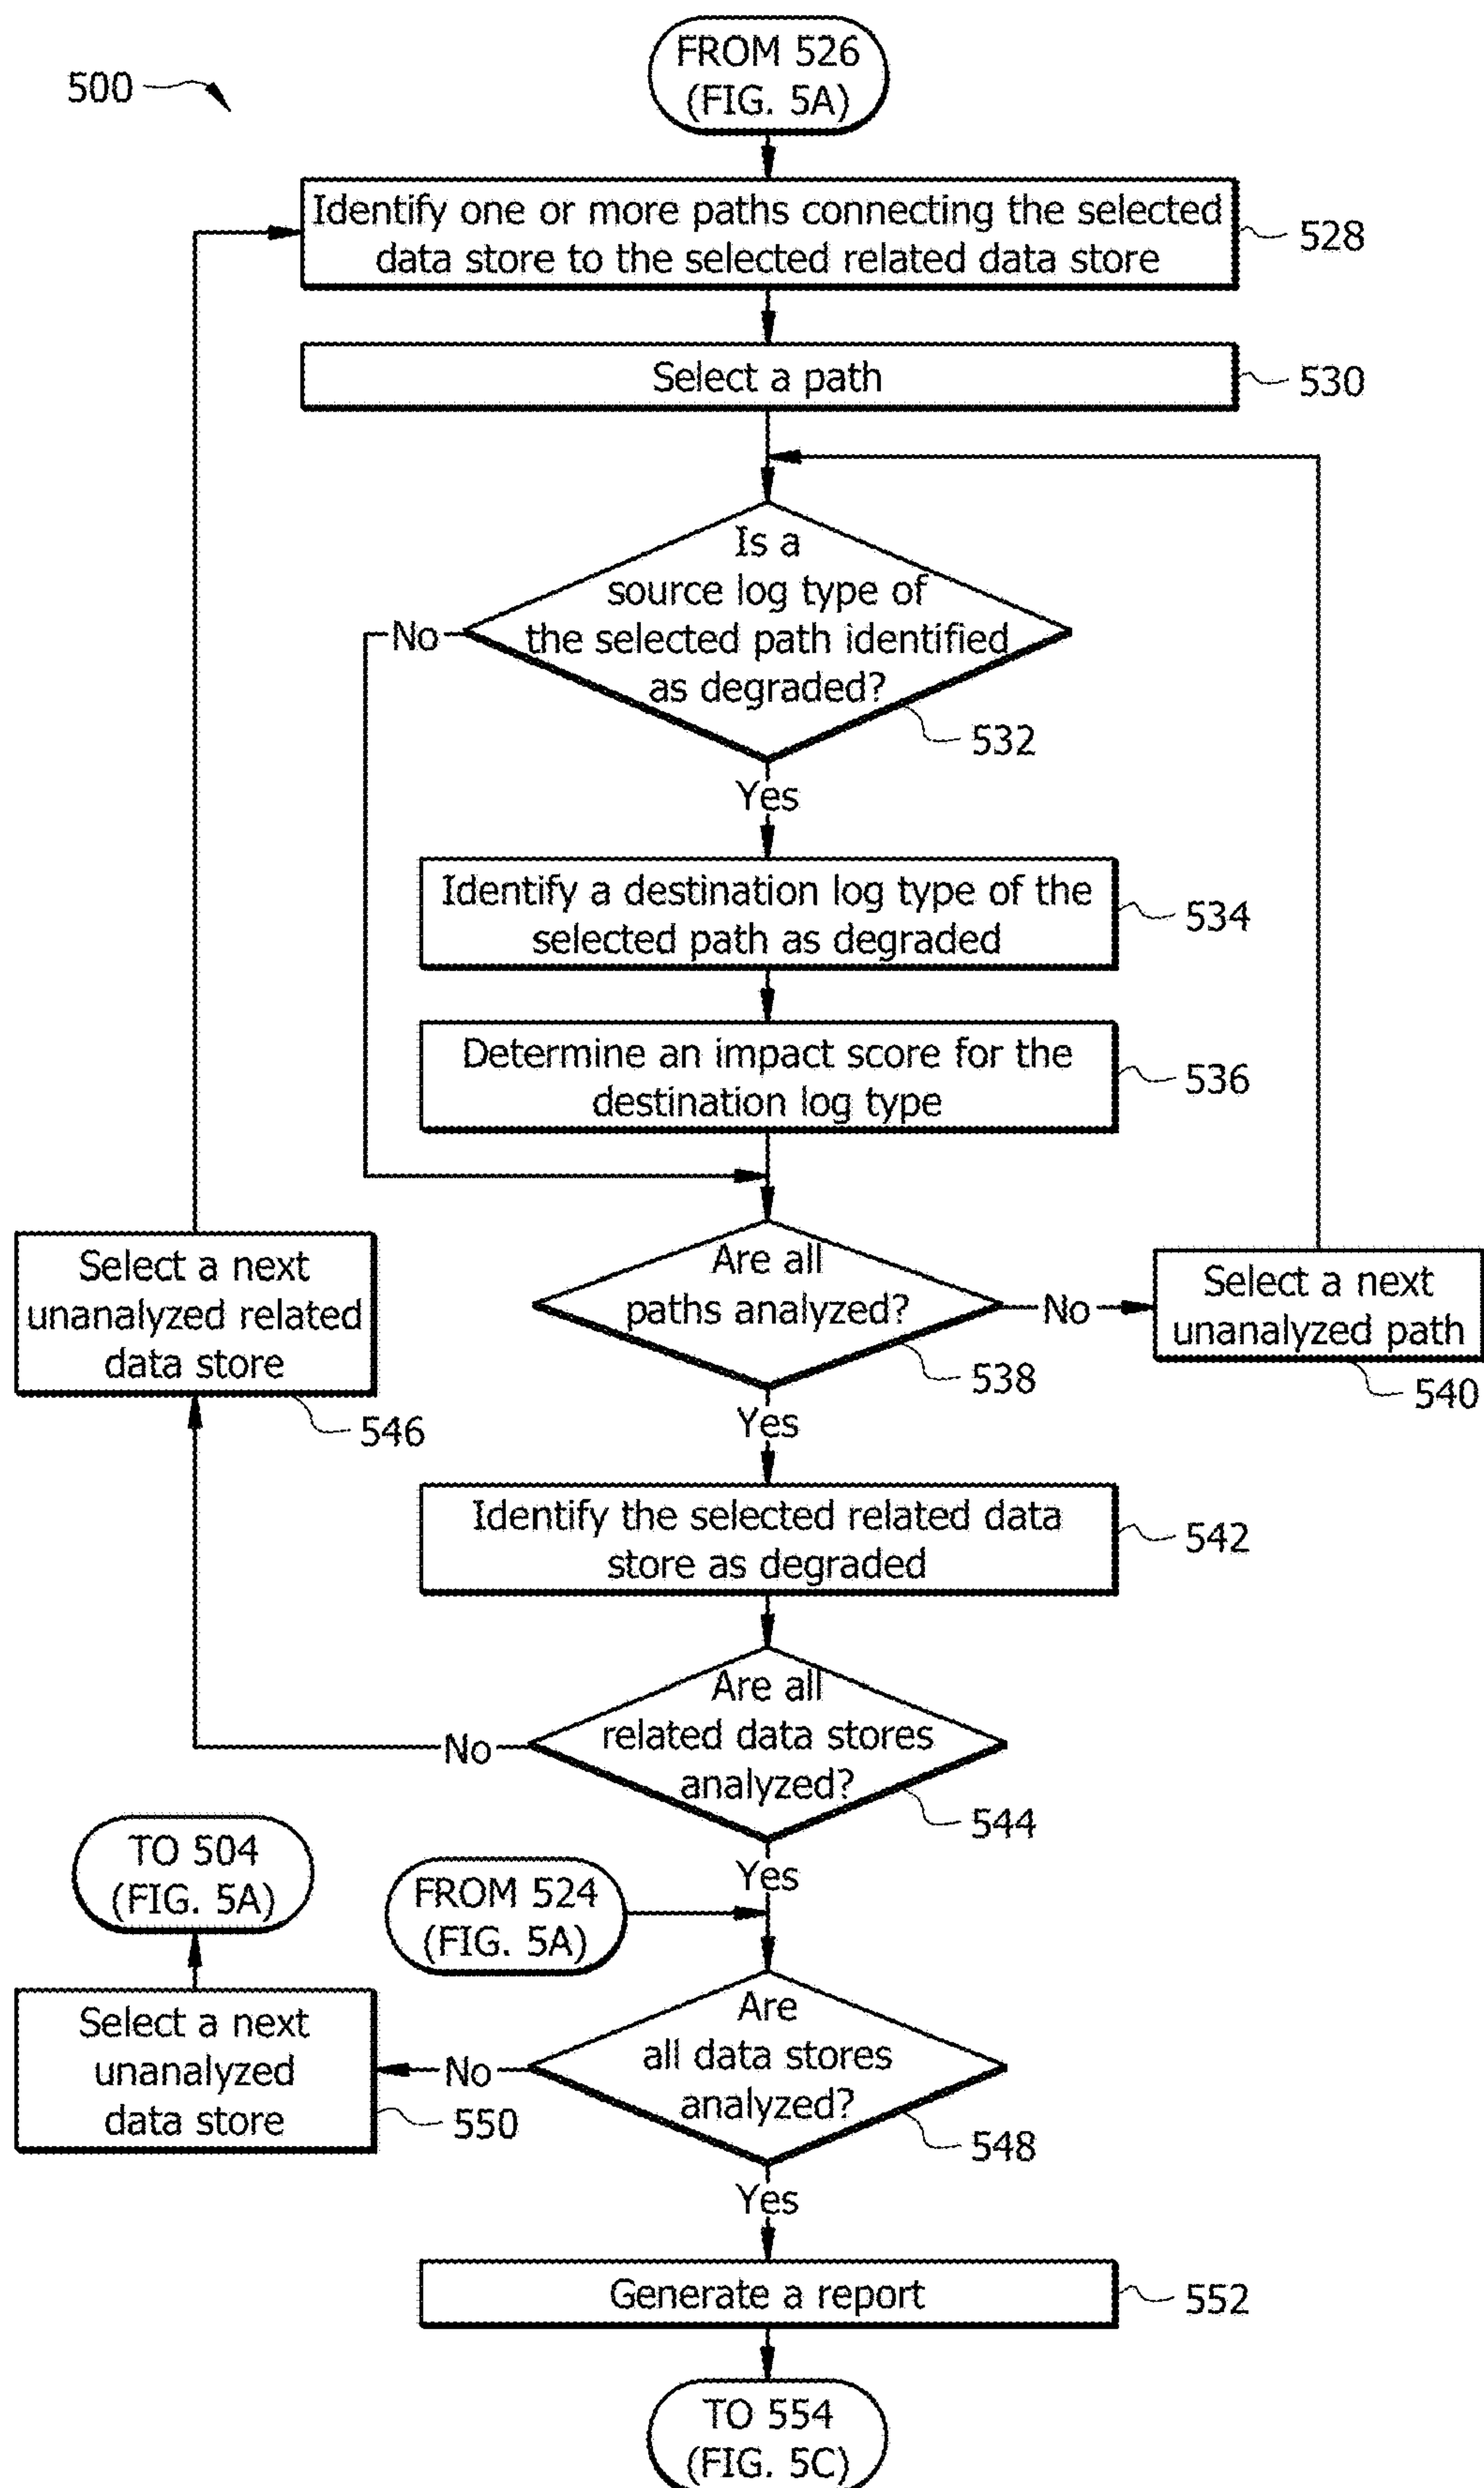 500
FROM 526
(FIG. 5A)
Identify one or more paths connecting the selected
data store to the selected related data store
528
Select a path
530
Is a
source log type of
the selected path identified
as degraded?
No
532
Yes
Identify a destination log type of the
selected path as degraded
534
Determine an impact score for the
destination log type
536
Are all
paths analyzed?
538
No
Select a next
unanalyzed path
540
Select a next
unanalyzed related
data store
546
Yes
Identify the selected related data
store as degraded
542
Are all
related data stores
analyzed?
No
544
Yes
TO 504
(FIG. 5A)
FROM 524
(FIG. 5A)
Are
all data stores
analyzed?
No
548
Select a next
unanalyzed
data store
550
Yes
Generate a report
552
TO 554
(FIG. 5C)